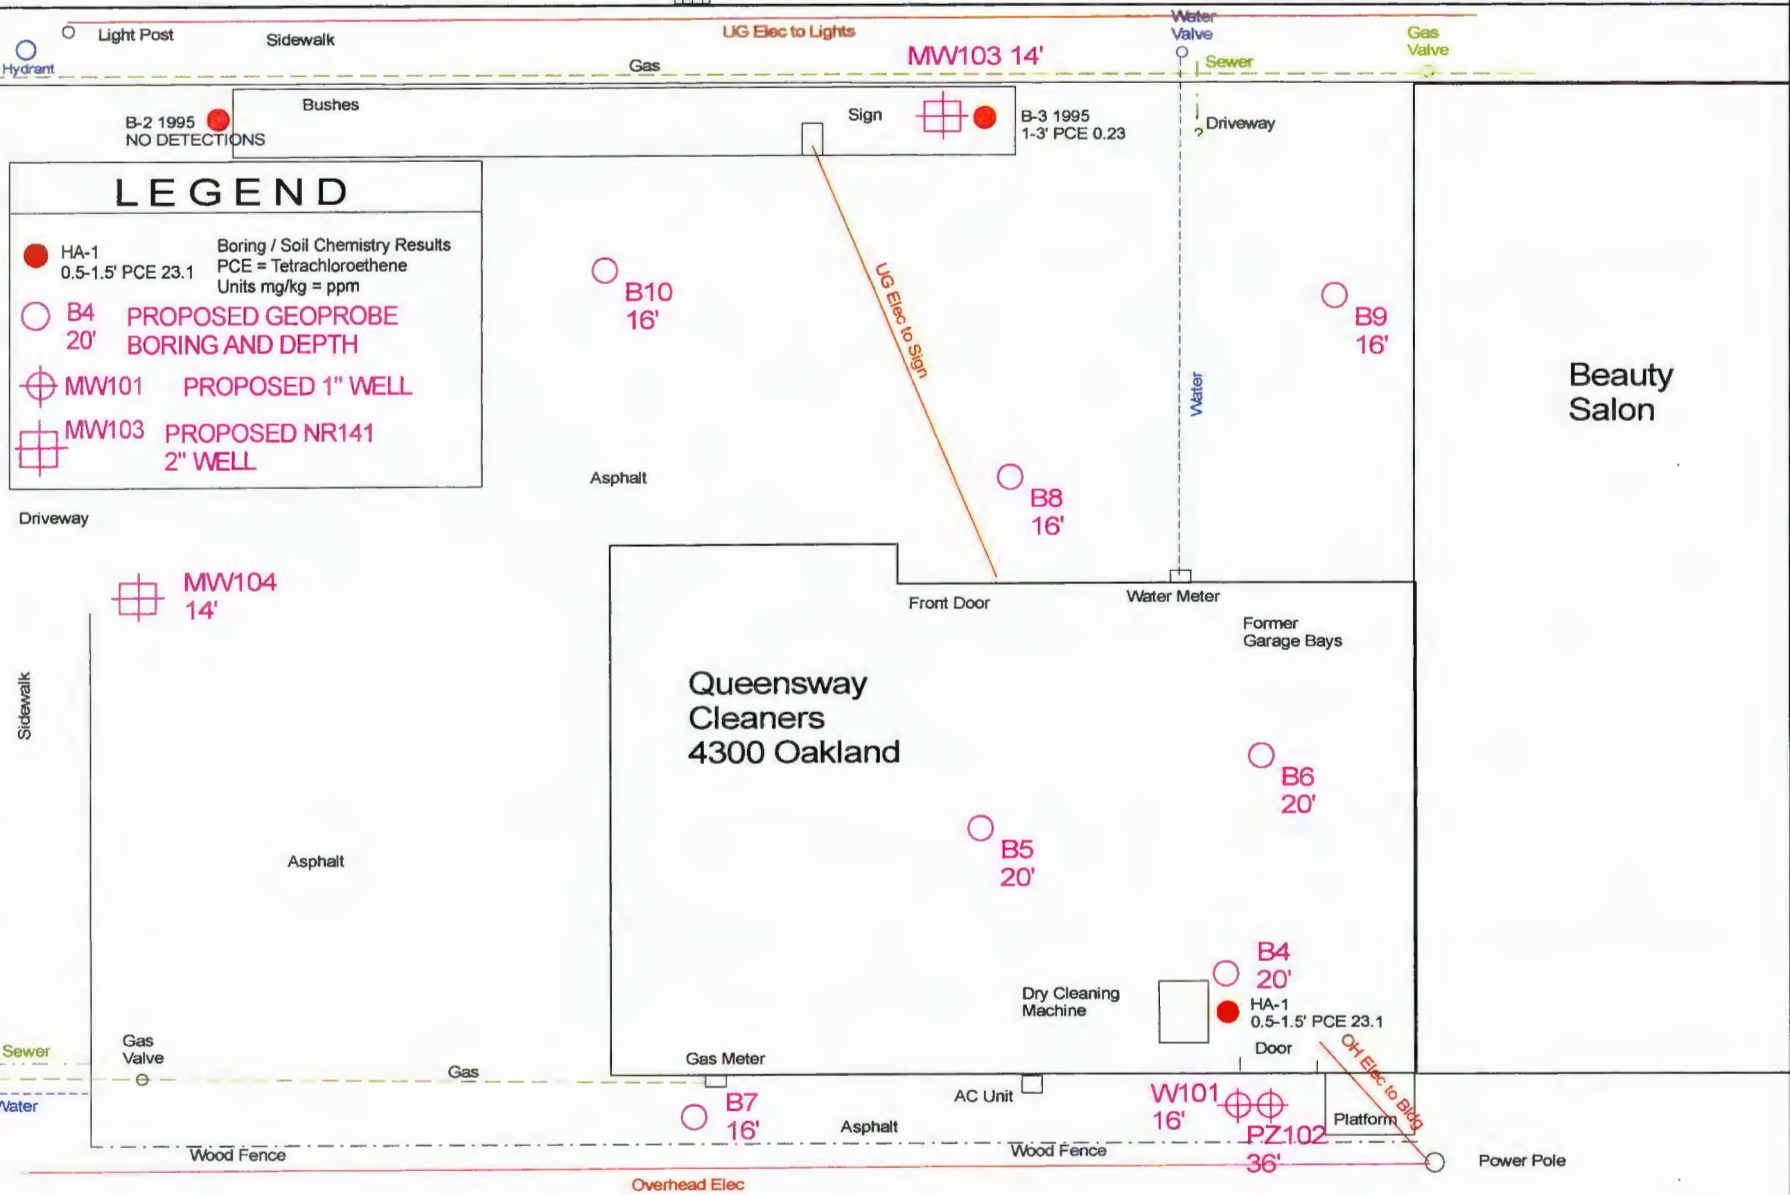 Hydrant
Light Post
Sidewalk
UG Elec to Lights
Gas
MW103 14'
Water
Valve
Sewer
Gas
Valve
B-2 1995
NO DETECTIONS
Bushes
Sign
B-3 1995
1-3' PCE 0.23
?
Driveway
LEGEND
HA-1
0.5-1.5' PCE 23.1
Boring / Soil Chemistry Results
PCE = Tetrachloroethene
Units mg/kg = ppm
B4
20'
PROPOSED GEOPROBE
BORING AND DEPTH
MW101 PROPOSED 1" WELL
MW103 PROPOSED NR141
2" WELL
B10
16'
UG Elec to Sign
Water
B9
16'
Beauty
Salon
Asphalt
B8
16'
Driveway
MW104
14'
Front Door
Water Meter
Former
Garage Bays
Sidewalk
Queensway
Cleaners
4300 Oakland
B6
20'
B5
20'
Asphalt
B4
20'
Dry Cleaning
Machine
HA-1
0.5-1.5' PCE 23.1
Door
OH Elec to Bldg
Sewer
Gas
Valve
Gas
Gas Meter
Water
B7
16'
AC Unit
Asphalt
W101
16'
PZ102
36'
Platform
Wood Fence
Wood Fence
Overhead Elec
Power Pole